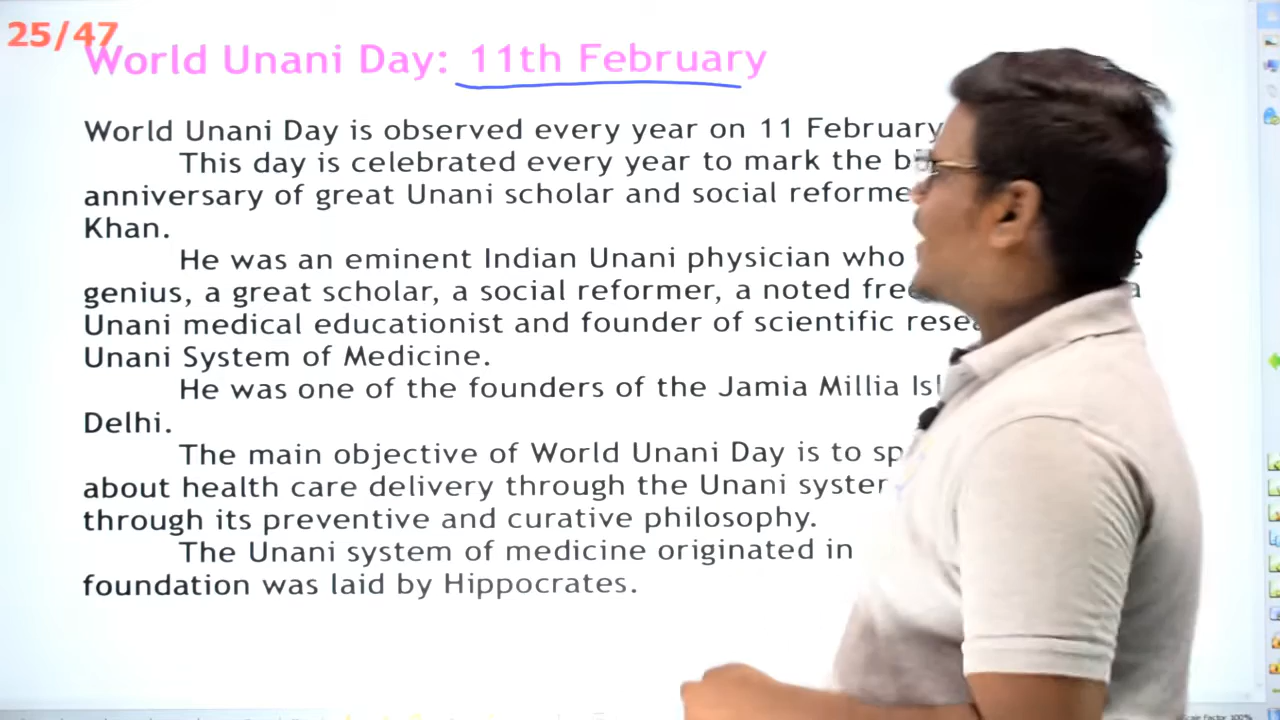 25/47
World Unani Day: 11th February
World Unani Day is observed every year on 11 February
This day is celebrated every year to mark the
anniversary of great Unani scholar and social
Khan.
He was an eminent Indian Unani physician who
genius, a great scholar, a social reformer, a noted a
Unani medical educationist and founder of scientific
Unani System of Medicine.
He was one of the founders of the Jamia Millia
Delhi.
The main objective of World Unani Day is to
about health care delivery through the Unani
through its preventive and curative philosophy.
The Unani system of medicine originated in
foundation was laid by Hippocrates.